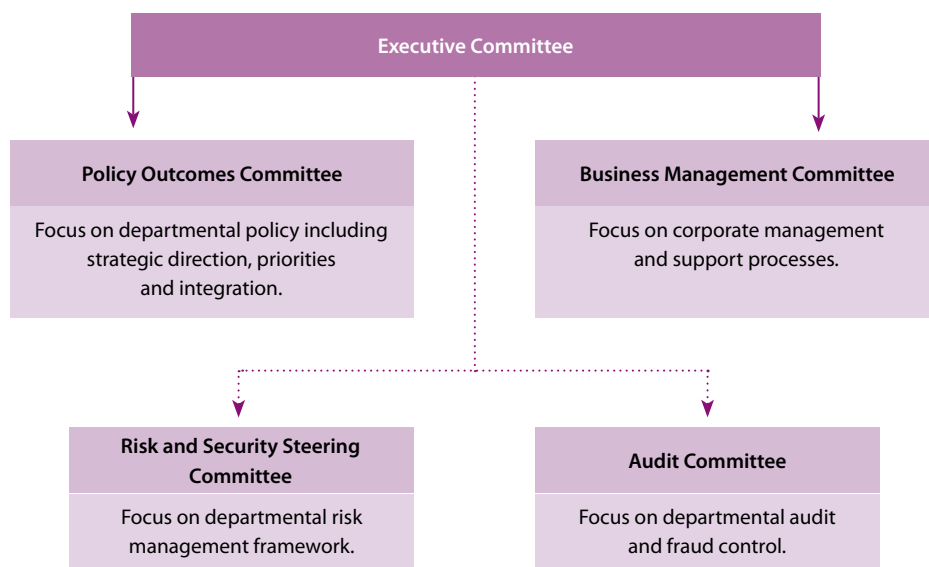 Executive Committee
Policy Outcomes Committee
Focus on departmental policy including
strategic direction, priorities
and integration.
Business Management Committee
Focus on corporate management
and support processes.
Risk and Security Steering
Committee
Focus on departmental risk
management framework.
Audit Committee
Focus on departmental audit
and fraud control.